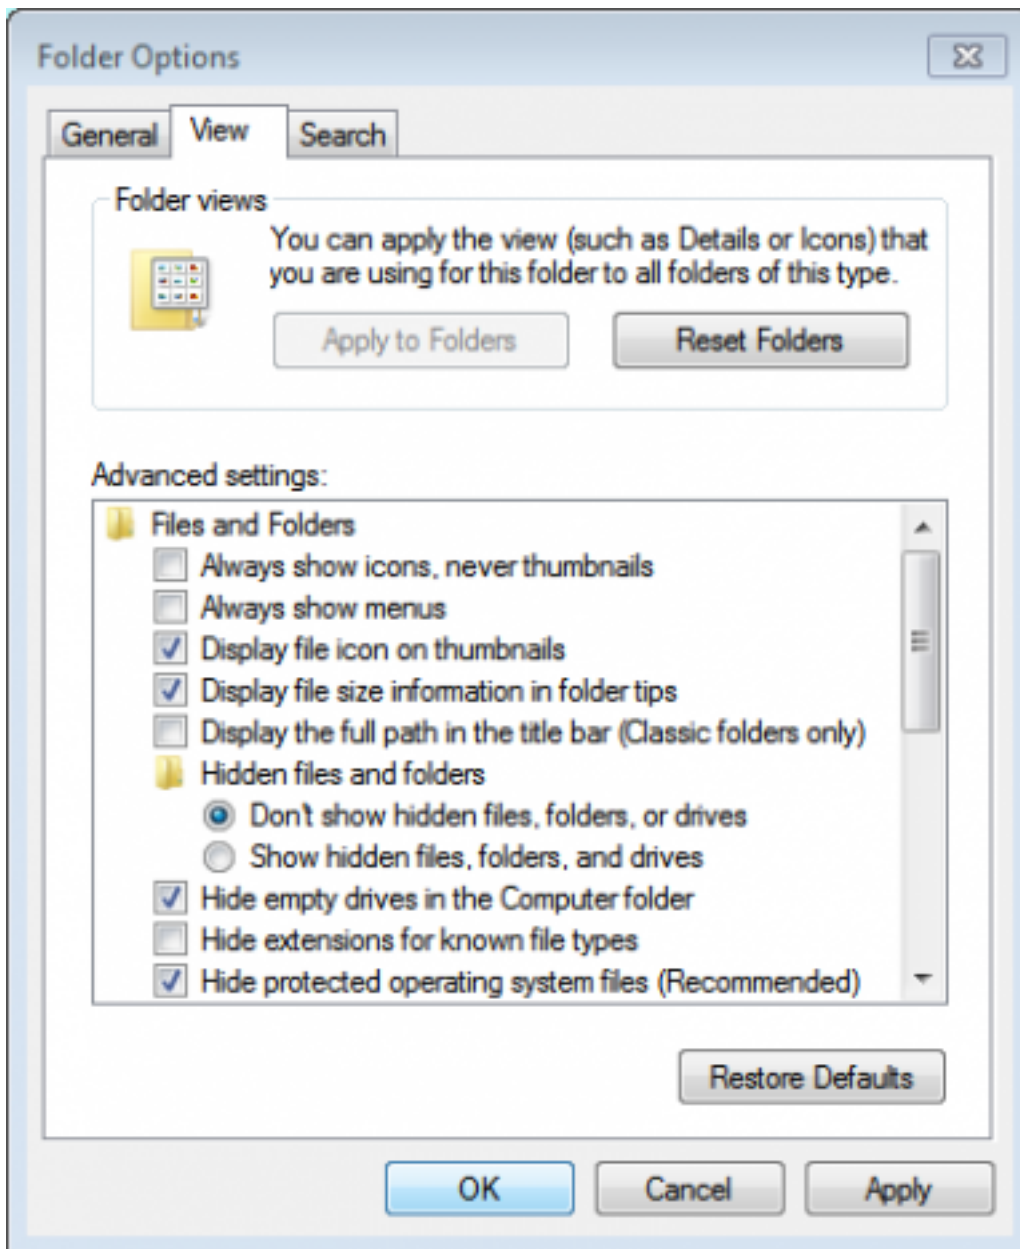 Folder Options
General View Search
Folder views
You can apply the view (such as Details or Icons) that
you are using for this folder to all folders of this type.
Apply to Folders Reset Folders
Advanced settings:
Files and Folders
Always show icons, never thumbnails
Always show menus
Display file icon on thumbnails
Display file size information in folder tips
Display the full path in the title bar (Classic folders only)
Hidden files and folders
Don't show hidden files, folders, or drives
Show hidden files, folders, and drives
Hide empty drives in the Computer folder
Hide extensions for known file types
Hide protected operating system files (Recommended)
Restore Defaults
OK Cancel Apply